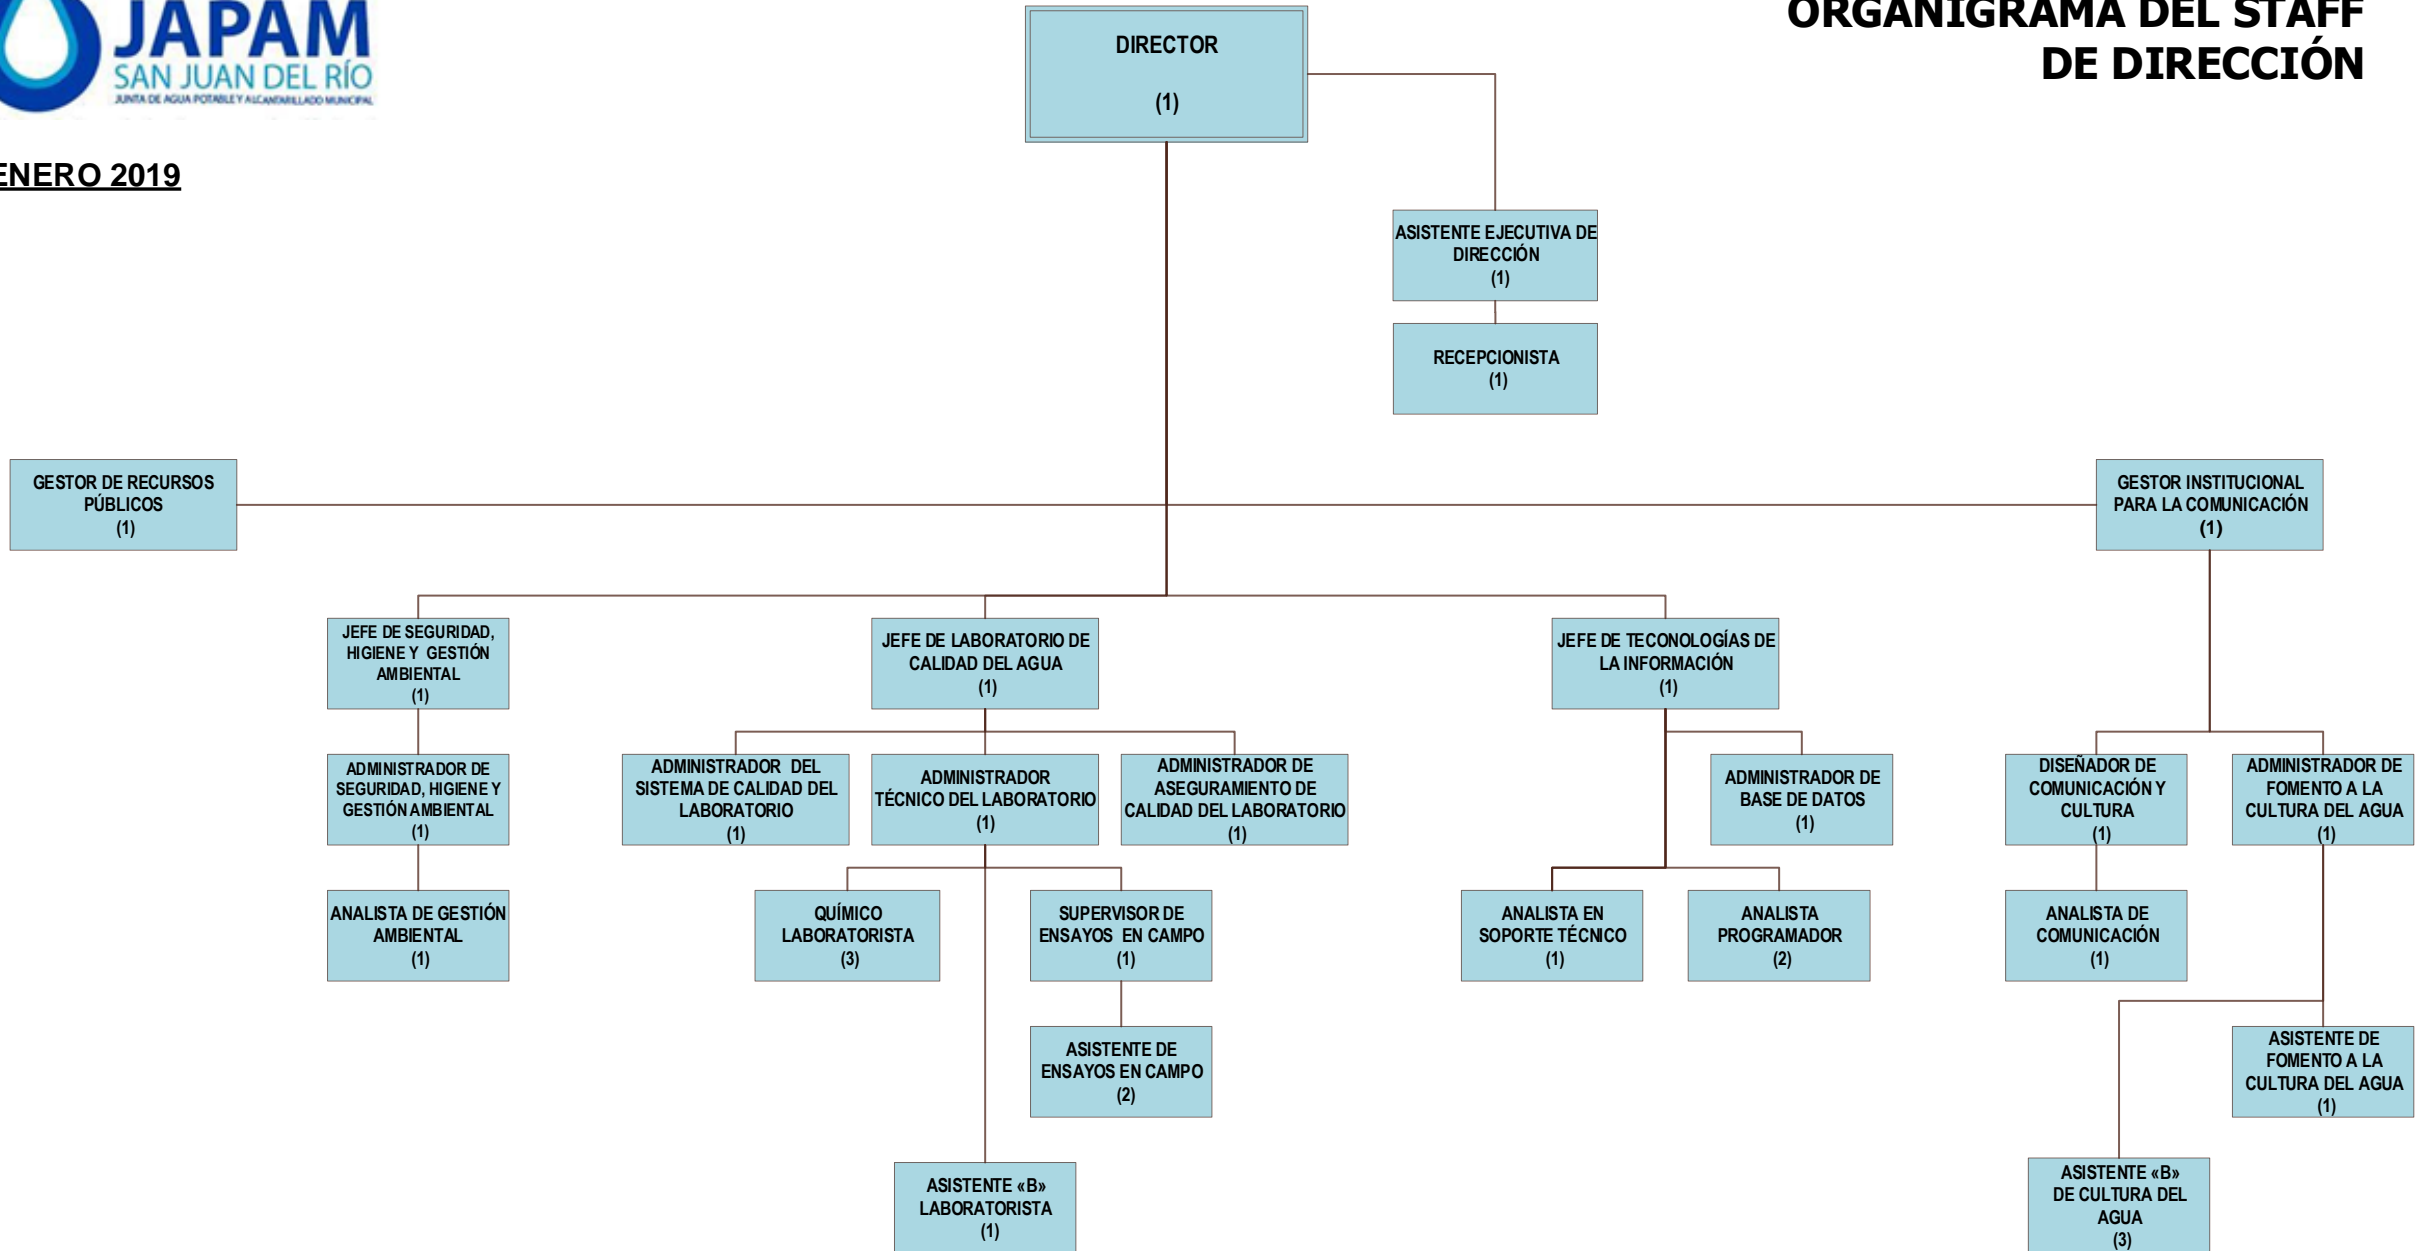 JAPAM
SAN JUAN DEL RÍO
JUNTA DE AGUA POTABLE Y ALCANTARILLADO MUNICIPAL
ORGANIGRAMA DEL STAFF
DE DIRECCIÓN
ENERO 2019
DIRECTOR
(1)
ASISTENTE EJECUTIVA DE
DIRECCIÓN
(1)
RECEPCIONISTA
(1)
GESTOR DE RECURSOS
PÚBLICOS
(1)
GESTOR INSTITUCIONAL
PARA LA COMUNICACIÓN
(1)
JEFE DE SEGURIDAD,
HIGIENE Y GESTIÓN
AMBIENTAL
(1)
JEFE DE LABORATORIO DE
CALIDAD DEL AGUA
(1)
JEFE DE TECONOLOGÍAS DE
LA INFORMACIÓN
(1)
ADMINISTRADOR DE
SEGURIDAD, HIGIENE Y
GESTIÓN AMBIENTAL
(1)
ADMINISTRADOR DEL
SISTEMA DE CALIDAD DEL
LABORATORIO
(1)
ADMINISTRADOR
TÉCNICO DEL LABORATORIO
(1)
ADMINISTRADOR DE
ASEGURAMIENTO DE
CALIDAD DEL LABORATORIO
(1)
ADMINISTRADOR DE
BASE DE DATOS
(1)
DISEÑADOR DE
COMUNICACIÓN Y
CULTURA
(1)
ADMINISTRADOR DE
FOMENTO A LA
CULTURA DEL AGUA
(1)
ANALISTA DE GESTIÓN
AMBIENTAL
(1)
QUÍMICO
LABORATORISTA
(3)
SUPERVISOR DE
ENSAYOS EN CAMPO
(1)
ANALISTA EN
SOPORTE TÉCNICO
(1)
ANALISTA
PROGRAMADOR
(2)
ANALISTA DE
COMUNICACIÓN
(1)
ASISTENTE DE
ENSAYOS EN CAMPO
(2)
ASISTENTE DE
FOMENTO A LA
CULTURA DEL AGUA
(1)
ASISTENTE «B»
LABORATORISTA
(1)
ASISTENTE «B»
DE CULTURA DEL
AGUA
(3)